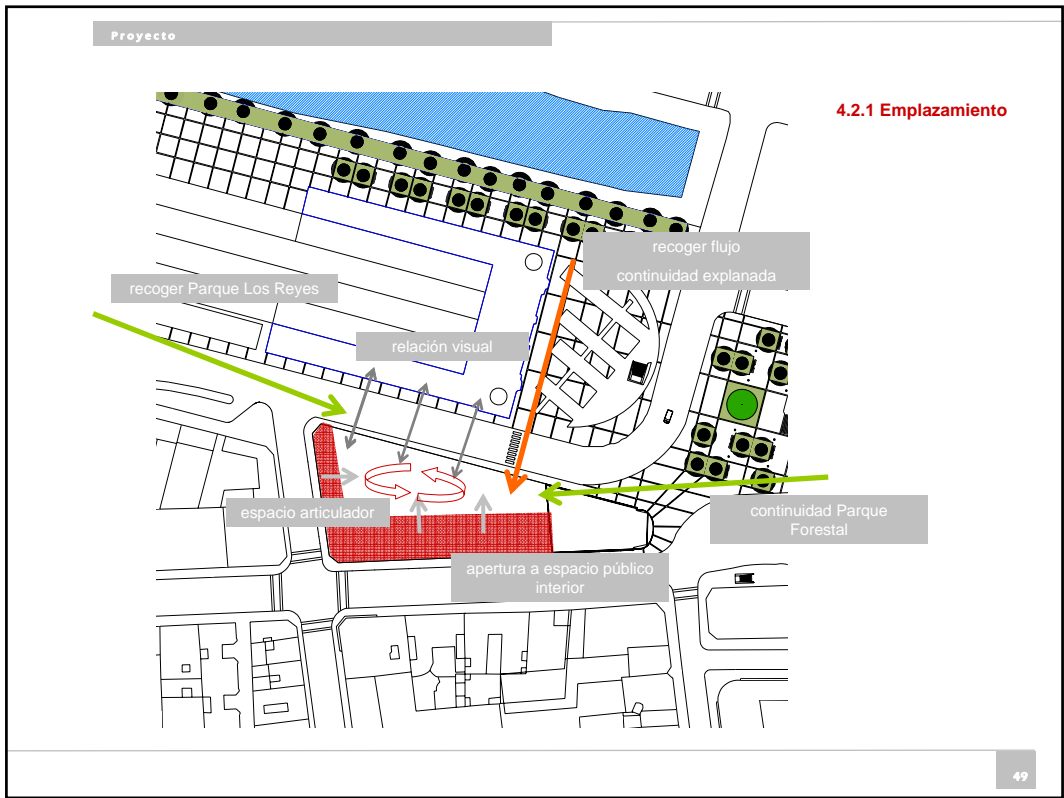 Proyecto
4.2.1 Emplazamiento
recoger flujo
continuidad explanada
recoger Parque Los Reyes
relación visual
espacio articulador
continuidad Parque
Forestal
apertura a espacio público
interior
49